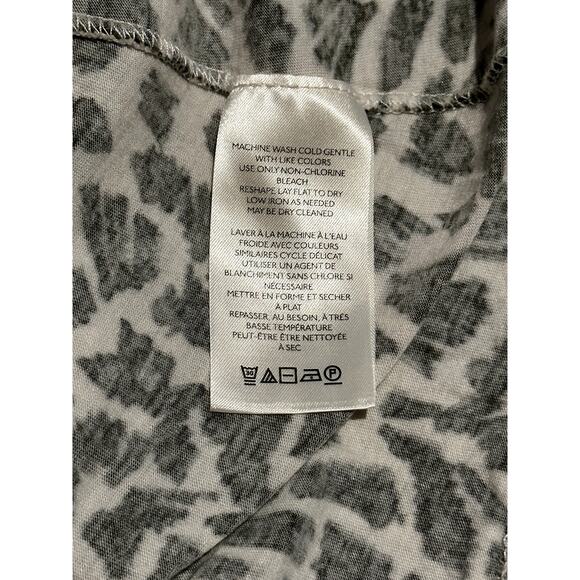 MACHINE WASH COLD GENTLE
WITH LIKE COLORS
USE ONLY NON-CHLORINE
BLEACH
RESHAPE LAY FLAT TO DRY
LOW IRON AS NEEDED
MAY BE DRY CLEANED
LAVER À LA MACHINE À L'EAU
FROIDE AVEC COULEURS
SIMILAIRES CYCLE DÉLICAT
UTILISER UN AGENT DE
BLANCHIMENT SANS CHLORE SI
NÉCESSAIRE
METTRE EN FORME ET SECHER
À PLAT
REPASSER, AU BESOIN, À TRÈS
BASSE TEMPÉRATURE
PEUT-ÊTRE ÊTRE NETTOYÉE
À SEC
30 P